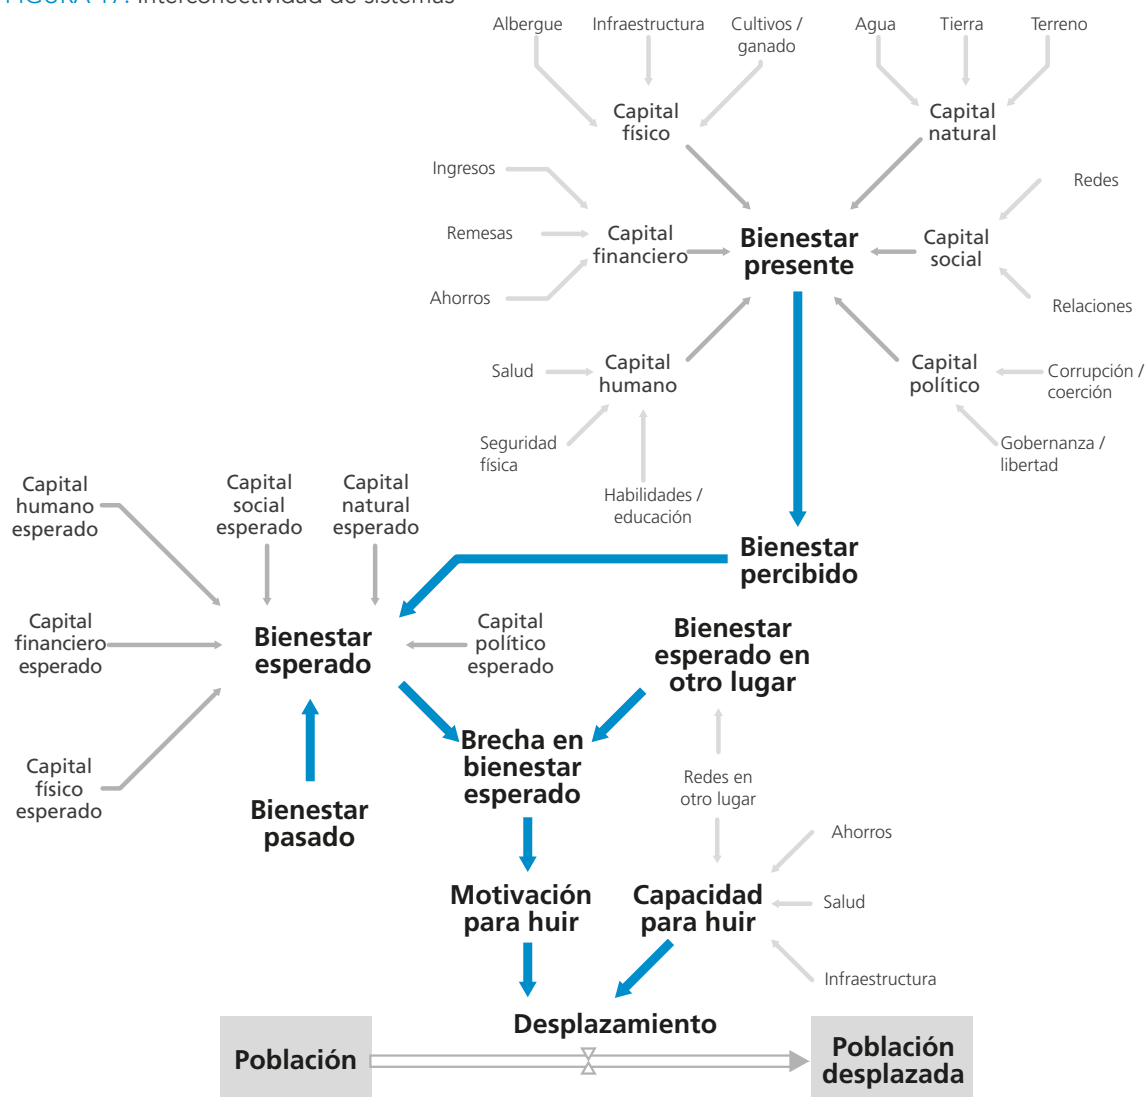 FIGURA 17. Interconectividad de sistemas
Albergue
Infraestructura
Cultivos /
ganado
Agua
Tierra
Terreno
Capital
físico
Capital
natural
Ingresos
Redes
Remesas
Capital
financiero
Bienestar
presente
Capital
social
Ahorros
Relaciones
Salud
Capital
humano
Capital
político
Corrupción /
coerción
Seguridad
física
Gobernanza /
libertad
Habilidades /
educación
Capital
humano
esperado
Capital
social
esperado
Capital
natural
esperado
Bienestar
percibido
Capital
financiero
esperado
Bienestar
esperado
Capital
político
esperado
Bienestar
esperado en
otro lugar
Capital
físico
esperado
Bienestar
pasado
Brecha en
bienestar
esperado
Redes en
otro lugar
Ahorros
Motivación
para huir
Capacidad
para huir
Salud
Infraestructura
Desplazamiento
Población
Población
desplazada